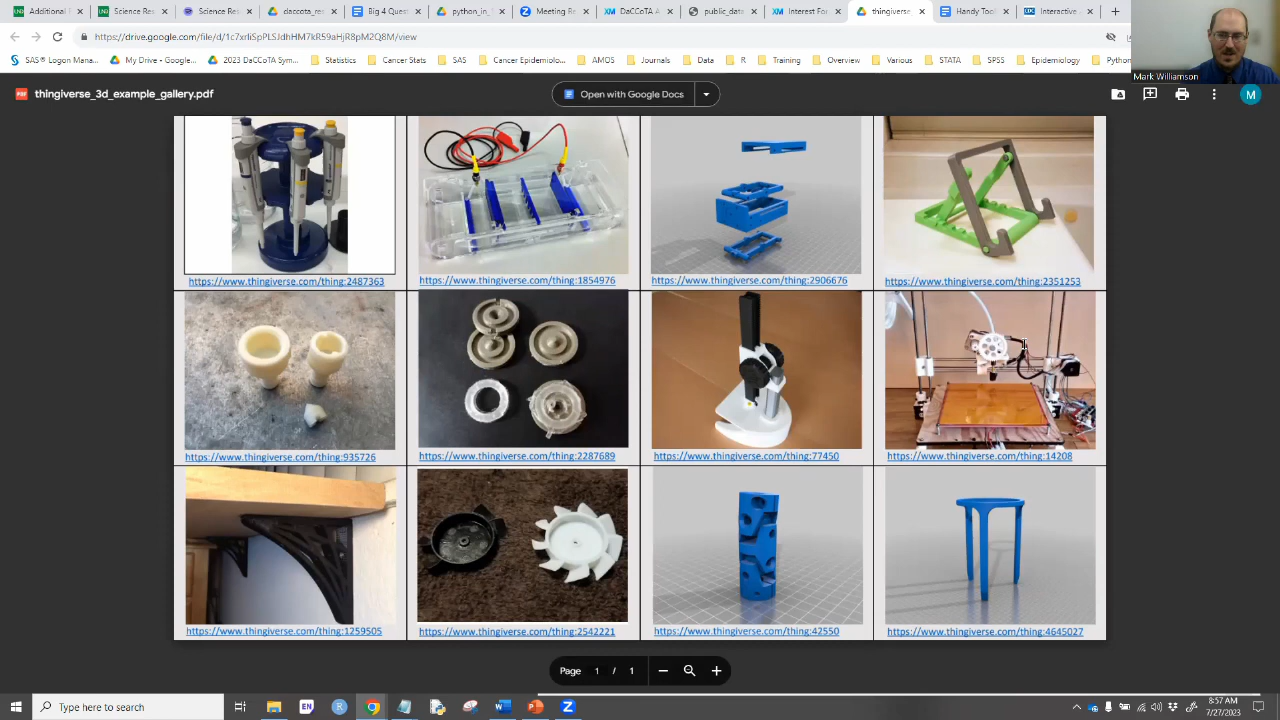 Additional I
Science Res
Science Res
daccota_res
Big 4 Quest
python_in_
Meeting Re
DaCCoTA A
public_data
Interest For
thingiverse
Handy Tool
Interactive
https://drive.google.com/file/d/1c7xrliSpPLSJdhHM7kR59aHjR8pM2Q8M/view
SAS® Logon Manag...
My Drive - Google...
2023 DaCCoTA Sym...
Statistics
Cancer Stats
SAS
Cancer Epidemiolo...
AMOS
Journals
Data
R
Training
Overview
Various
STATA
SPSS
Epidemiology
Python
Mark Williamson
PDF
thingiverse_3d_example_gallery.pdf
Open with Google Docs
M
https://www.thingiverse.com/thing:2487363
https://www.thingiverse.com/thing:1854976
https://www.thingiverse.com/thing:2906676
https://www.thingiverse.com/thing:2351253
https://www.thingiverse.com/thing:935726
https://www.thingiverse.com/thing:2287689
https://www.thingiverse.com/thing:77450
https://www.thingiverse.com/thing:14208
https://www.thingiverse.com/thing:1259505
https://www.thingiverse.com/thing:2542221
https://www.thingiverse.com/thing:42550
https://www.thingiverse.com/thing:4645027
Page 1 / 1
Type here to search
8:57 AM
7/27/2023